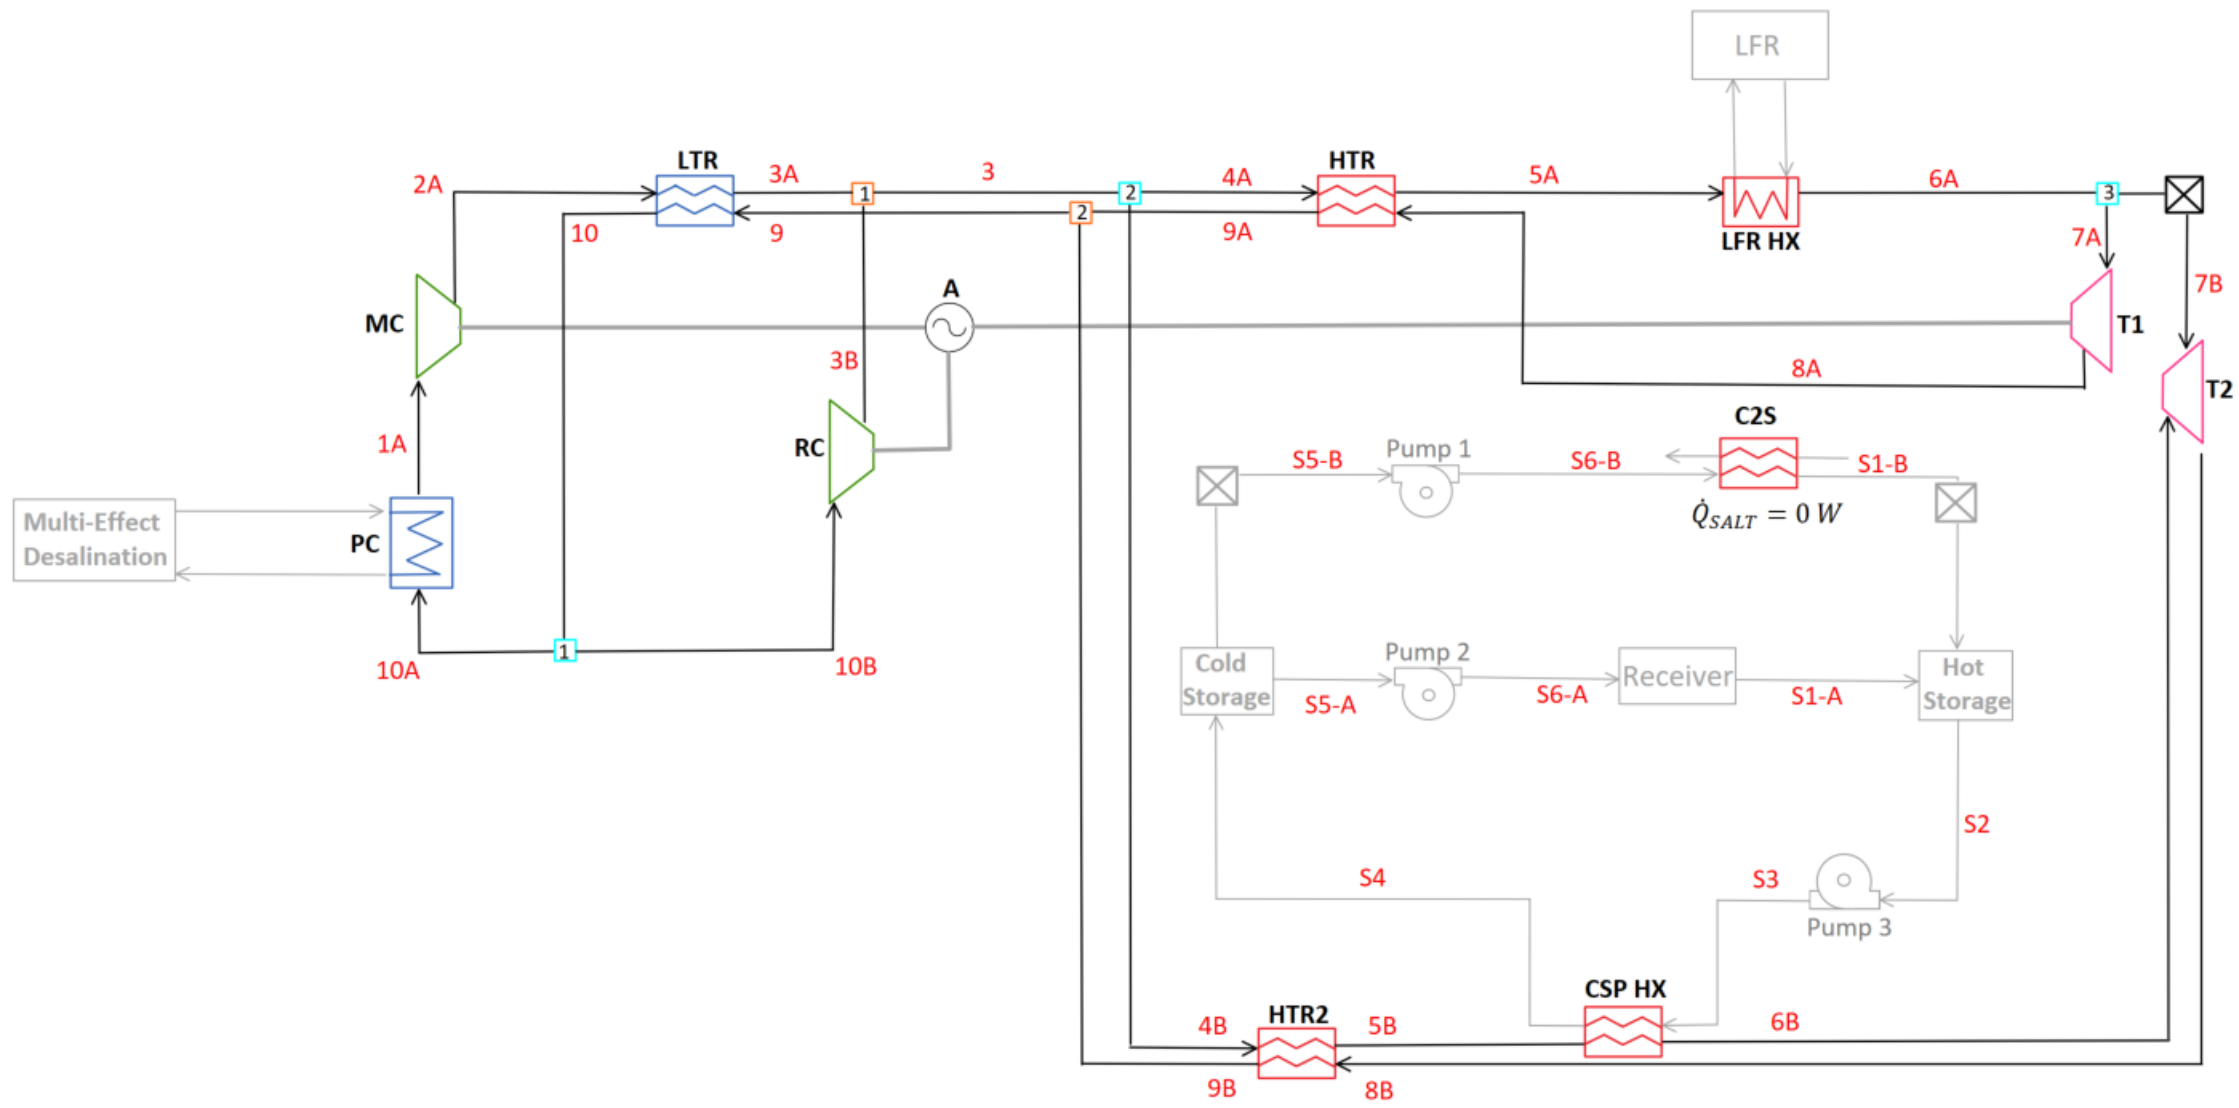 LFR
LTR
3A
3
4A
HTR
5A
6A
2A
1
2
3
10
9
2
9A
LFR HX
7A
7B
A
MC
T1
3B
8A
T2
C2S
1A
RC
S5-B
Pump 1
S6-B
S1-B
Q̇SALT = 0 W
Multi-Effect
Desalination
PC
1
10A
10B
Cold
Storage
Pump 2
S5-A
S6-A
Receiver
S1-A
Hot
Storage
S2
S4
S3
Pump 3
CSP HX
4B
HTR2
5B
6B
9B
8B